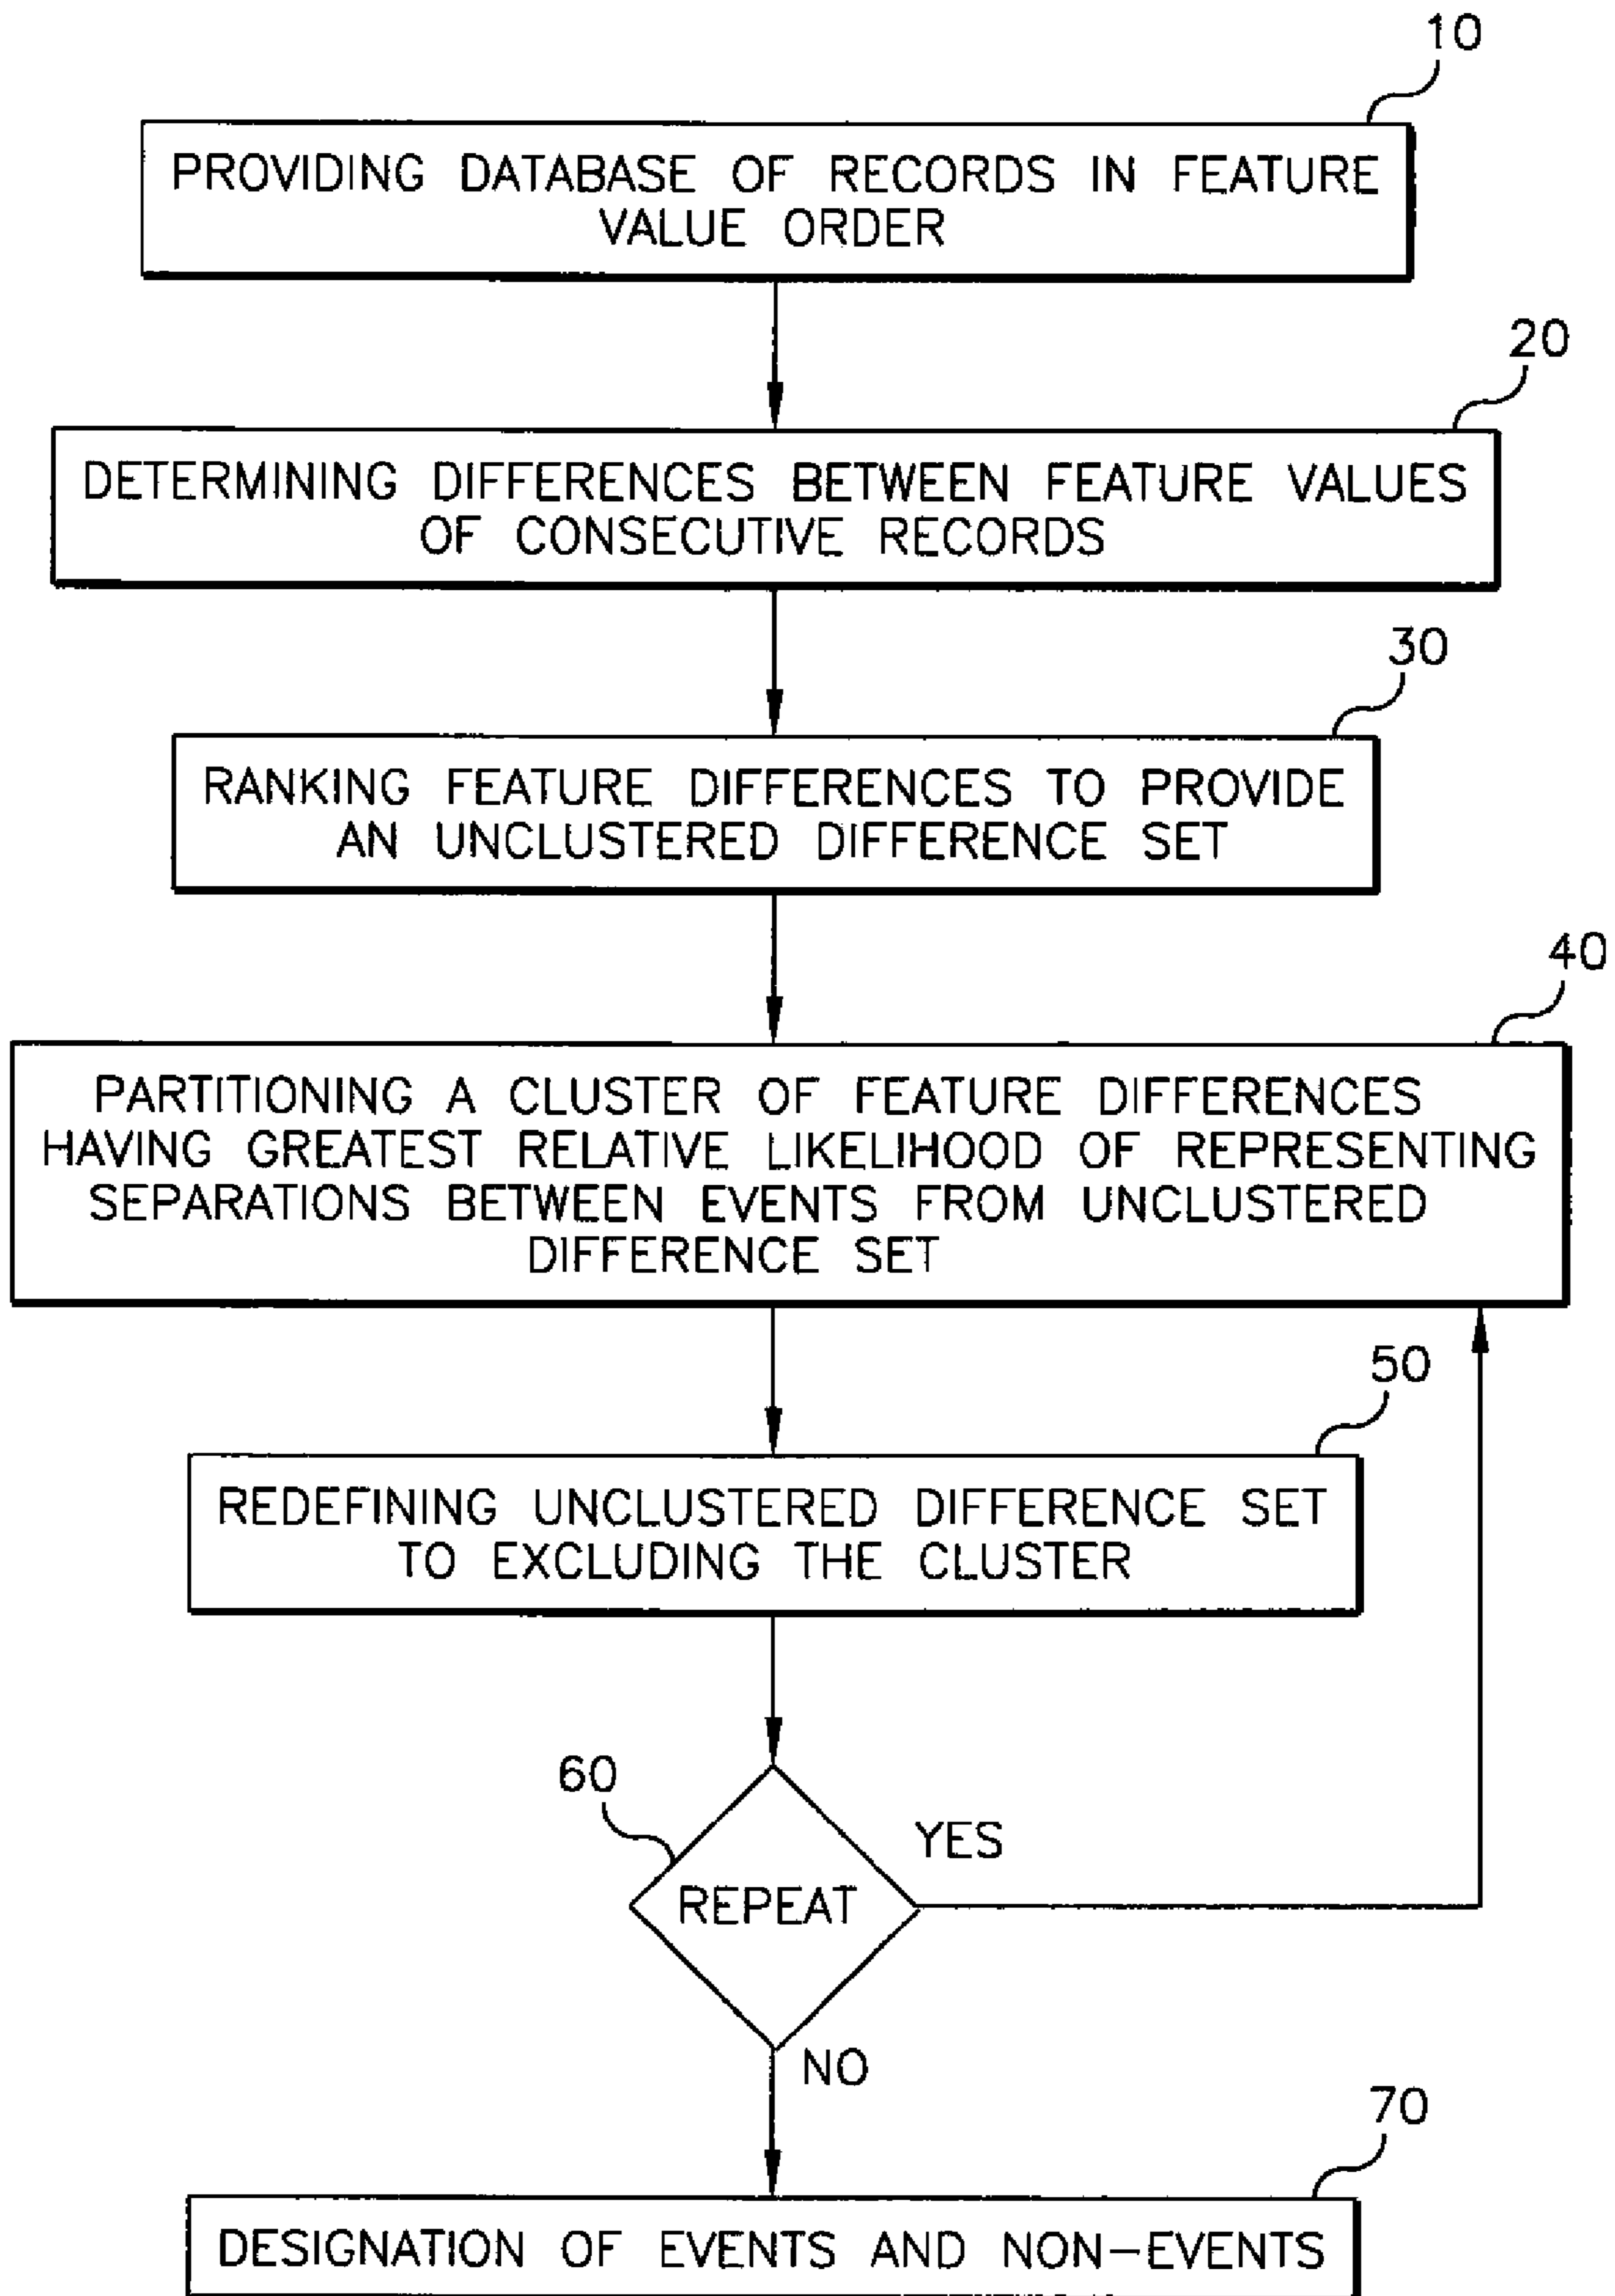 10
PROVIDING DATABASE OF RECORDS IN FEATURE
VALUE ORDER
20
DETERMINING DIFFERENCES BETWEEN FEATURE VALUES
OF CONSECUTIVE RECORDS
30
RANKING FEATURE DIFFERENCES TO PROVIDE
AN UNCLUSTERED DIFFERENCE SET
40
PARTITIONING A CLUSTER OF FEATURE DIFFERENCES
HAVING GREATEST RELATIVE LIKELIHOOD OF REPRESENTING
SEPARATIONS BETWEEN EVENTS FROM UNCLUSTERED
DIFFERENCE SET
50
REDEFINING UNCLUSTERED DIFFERENCE SET
TO EXCLUDING THE CLUSTER
60
YES
REPEAT
NO
70
DESIGNATION OF EVENTS AND NON-EVENTS